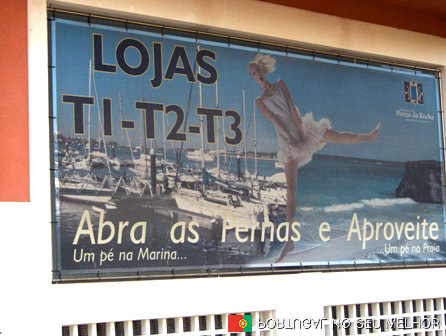 LOJAS
T1-T2-T3
Portas da Rocha
Abra as Pernas e Aproveite
Um pé na Marina...
...Um pé na Praia
PORTUGAL NO SEU MELHOR